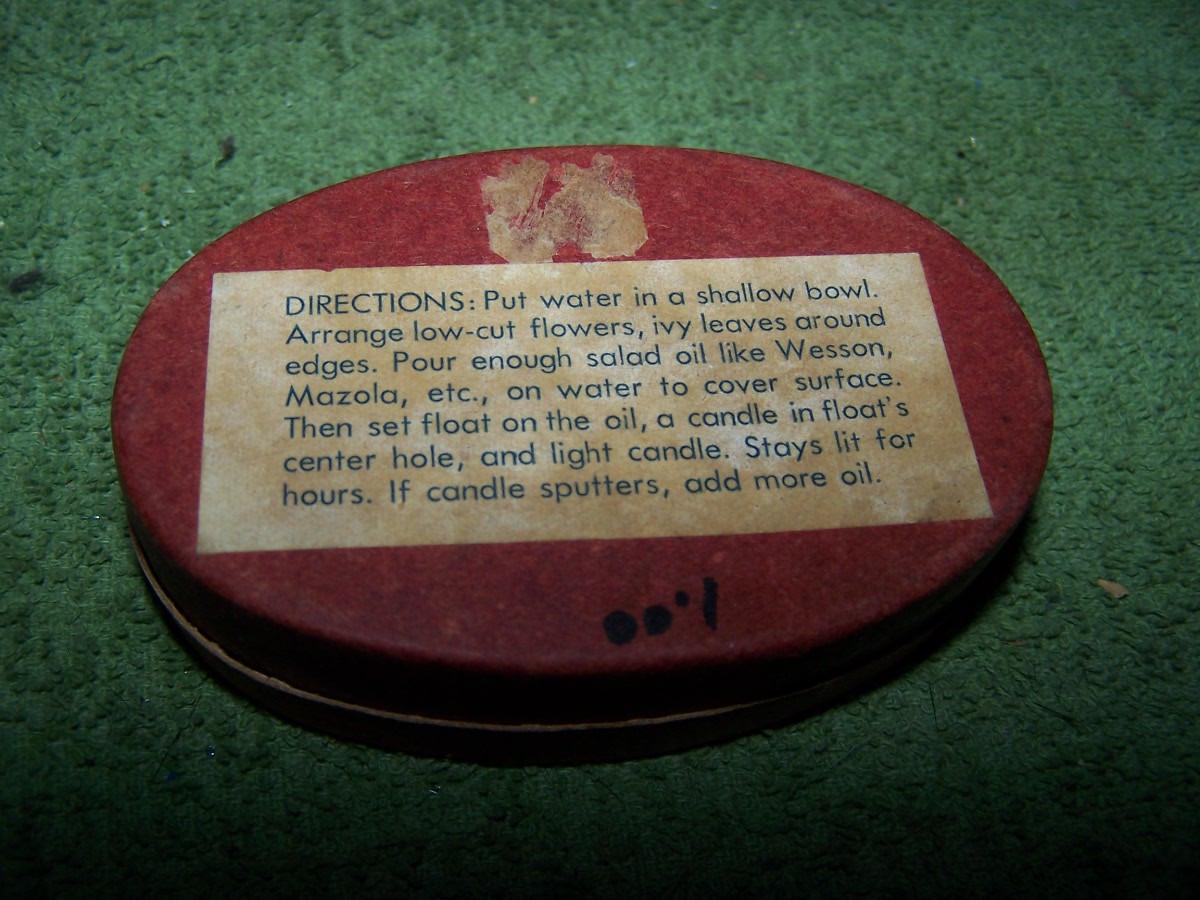 DIRECTIONS: Put water in a shallow bowl.
Arrange low-cut flowers, ivy leaves around
edges. Pour enough salad oil like Wesson,
Mazola, etc., on water to cover surface.
Then set float on the oil, a candle in float's
center hole, and light candle. Stays lit for
hours. If candle sputters, add more oil.
1.00